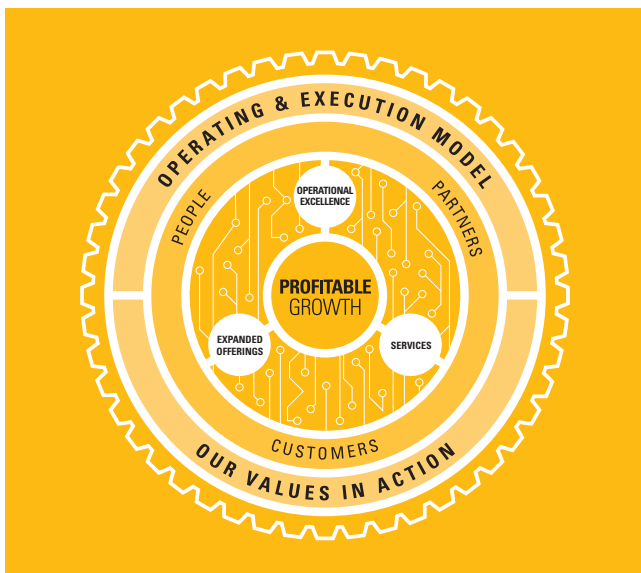 OPERATING & EXECUTION MODEL
PEOPLE
PARTNERS
OPERATIONAL
EXCELLENCE
PROFITABLE
GROWTH
EXPANDED
OFFERINGS
SERVICES
CUSTOMERS
OUR VALUES IN ACTION